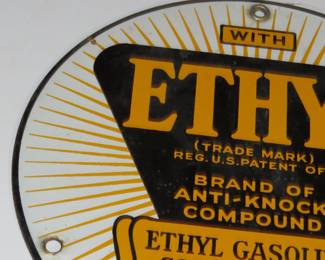 WITH
ETHY
(TRADE MARK)
REG. U.S. PATENT OF
BRAND OF
ANTI-KNOCK
COMPOUND
ETHYL GASOLI